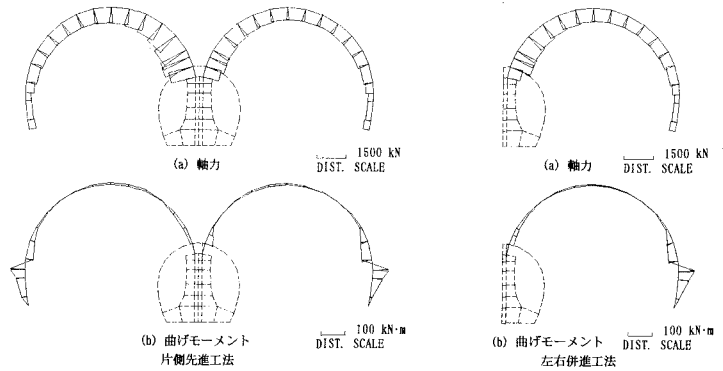 1500 kN
(a) 軸力
DIST. SCALE
1500 kN
(a) 軸力
DIST. SCALE
100 kN·m
(b) 曲げモーメント
DIST. SCALE
片側先進工法
100 kN·m
(b) 曲げモーメント
DIST. SCALE
左右併進工法